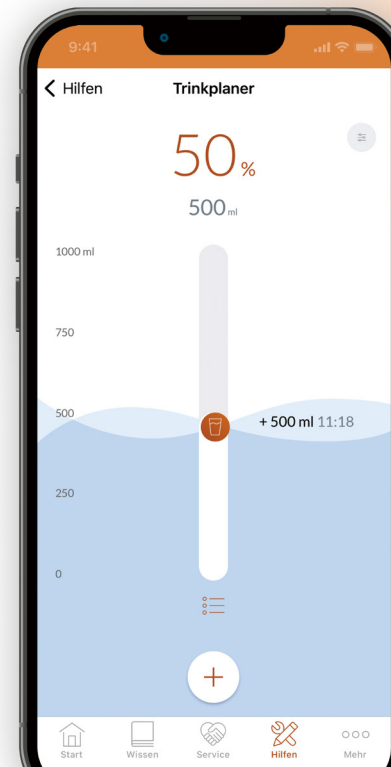 9:41
Hilfen Trinkplaner
50%
500 ml
1000 ml
750
500
+ 500 ml 11:18
250
0
Start Wissen Service Hilfen Mehr